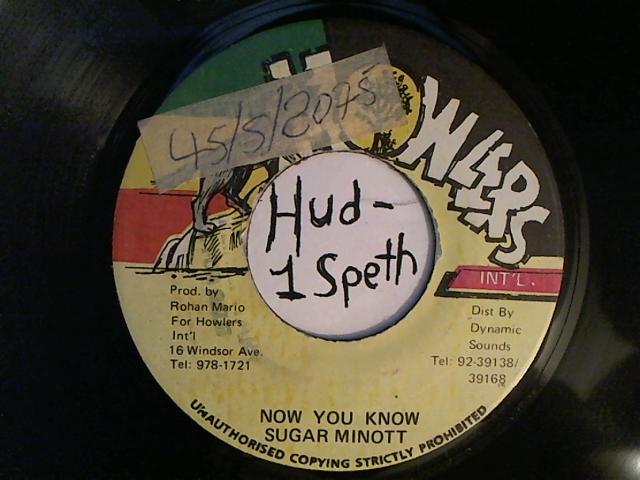 45/5/2075
HOWLERS
INT'L.
Hud-
1 Speth
Prod. by
Rohan Mario
For Howlers
Int'l
16 Windsor Ave.
Tel: 978-1721
Dist By
Dynamic
Sounds
Tel: 92-39138/
39168
NOW YOU KNOW
SUGAR MINOTT
UNAUTHORISED COPYING STRICTLY PROHIBITED